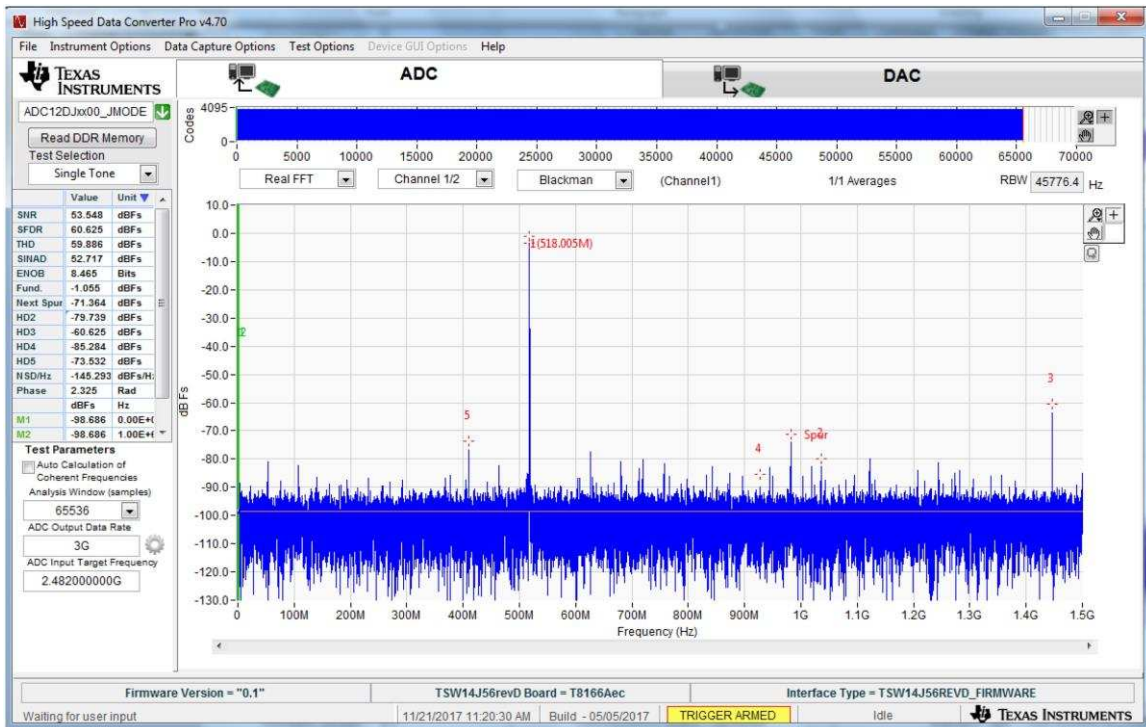 High Speed Data Converter Pro v4.70
File Instrument Options Data Capture Options Test Options Device GUI Options Help
TEXAS INSTRUMENTS
ADC
DAC
ADC12DJxx00_JMODE
Read DDR Memory
Test Selection
Single Tone
Value Unit
SNR 53.548 dBFs
SFDR 60.625 dBFs
THD 59.886 dBFs
SINAD 52.717 dBFs
ENOB 8.465 Bits
Fund. -1.055 dBFs
Next Spur -71.364 dBFs
HD2 -79.739 dBFs
HD3 -60.625 dBFs
HD4 -85.284 dBFs
HD5 -73.532 dBFs
NSD/Hz -145.293 dBFs/H
Phase 2.325 Rad
dBFs Hz
M1 -98.686 0.00E+(
M2 -98.686 1.00E+(
Test Parameters
Auto Calculation of Coherent Frequencies
Analysis Window (samples)
65536
ADC Output Data Rate
3G
ADC Input Target Frequency
2.482000000G
Codes
4095
0
0 5000 10000 15000 20000 25000 30000 35000 40000 45000 50000 55000 60000 65000 70000
Real FFT Channel 1/2 Blackman (Channel1) 1/1 Averages RBW 45776.4 Hz
dB Fs
10.0
0.0
-10.0
-20.0
-30.0
-40.0
-50.0
-60.0
-70.0
-80.0
-90.0
-100.0
-110.0
-120.0
-130.0
1(518.005M)
2
3
5
4
Spur
2
0 100M 200M 300M 400M 500M 600M 700M 800M 900M 1G 1.1G 1.2G 1.3G 1.4G 1.5G
Frequency (Hz)
Firmware Version = "0.1" TSW14J56revD Board = T8166Aec Interface Type = TSW14J56REVD_FIRMWARE
Waiting for user input 11/21/2017 11:20:30 AM Build - 05/05/2017 TRIGGER ARMED Idle TEXAS INSTRUMENTS